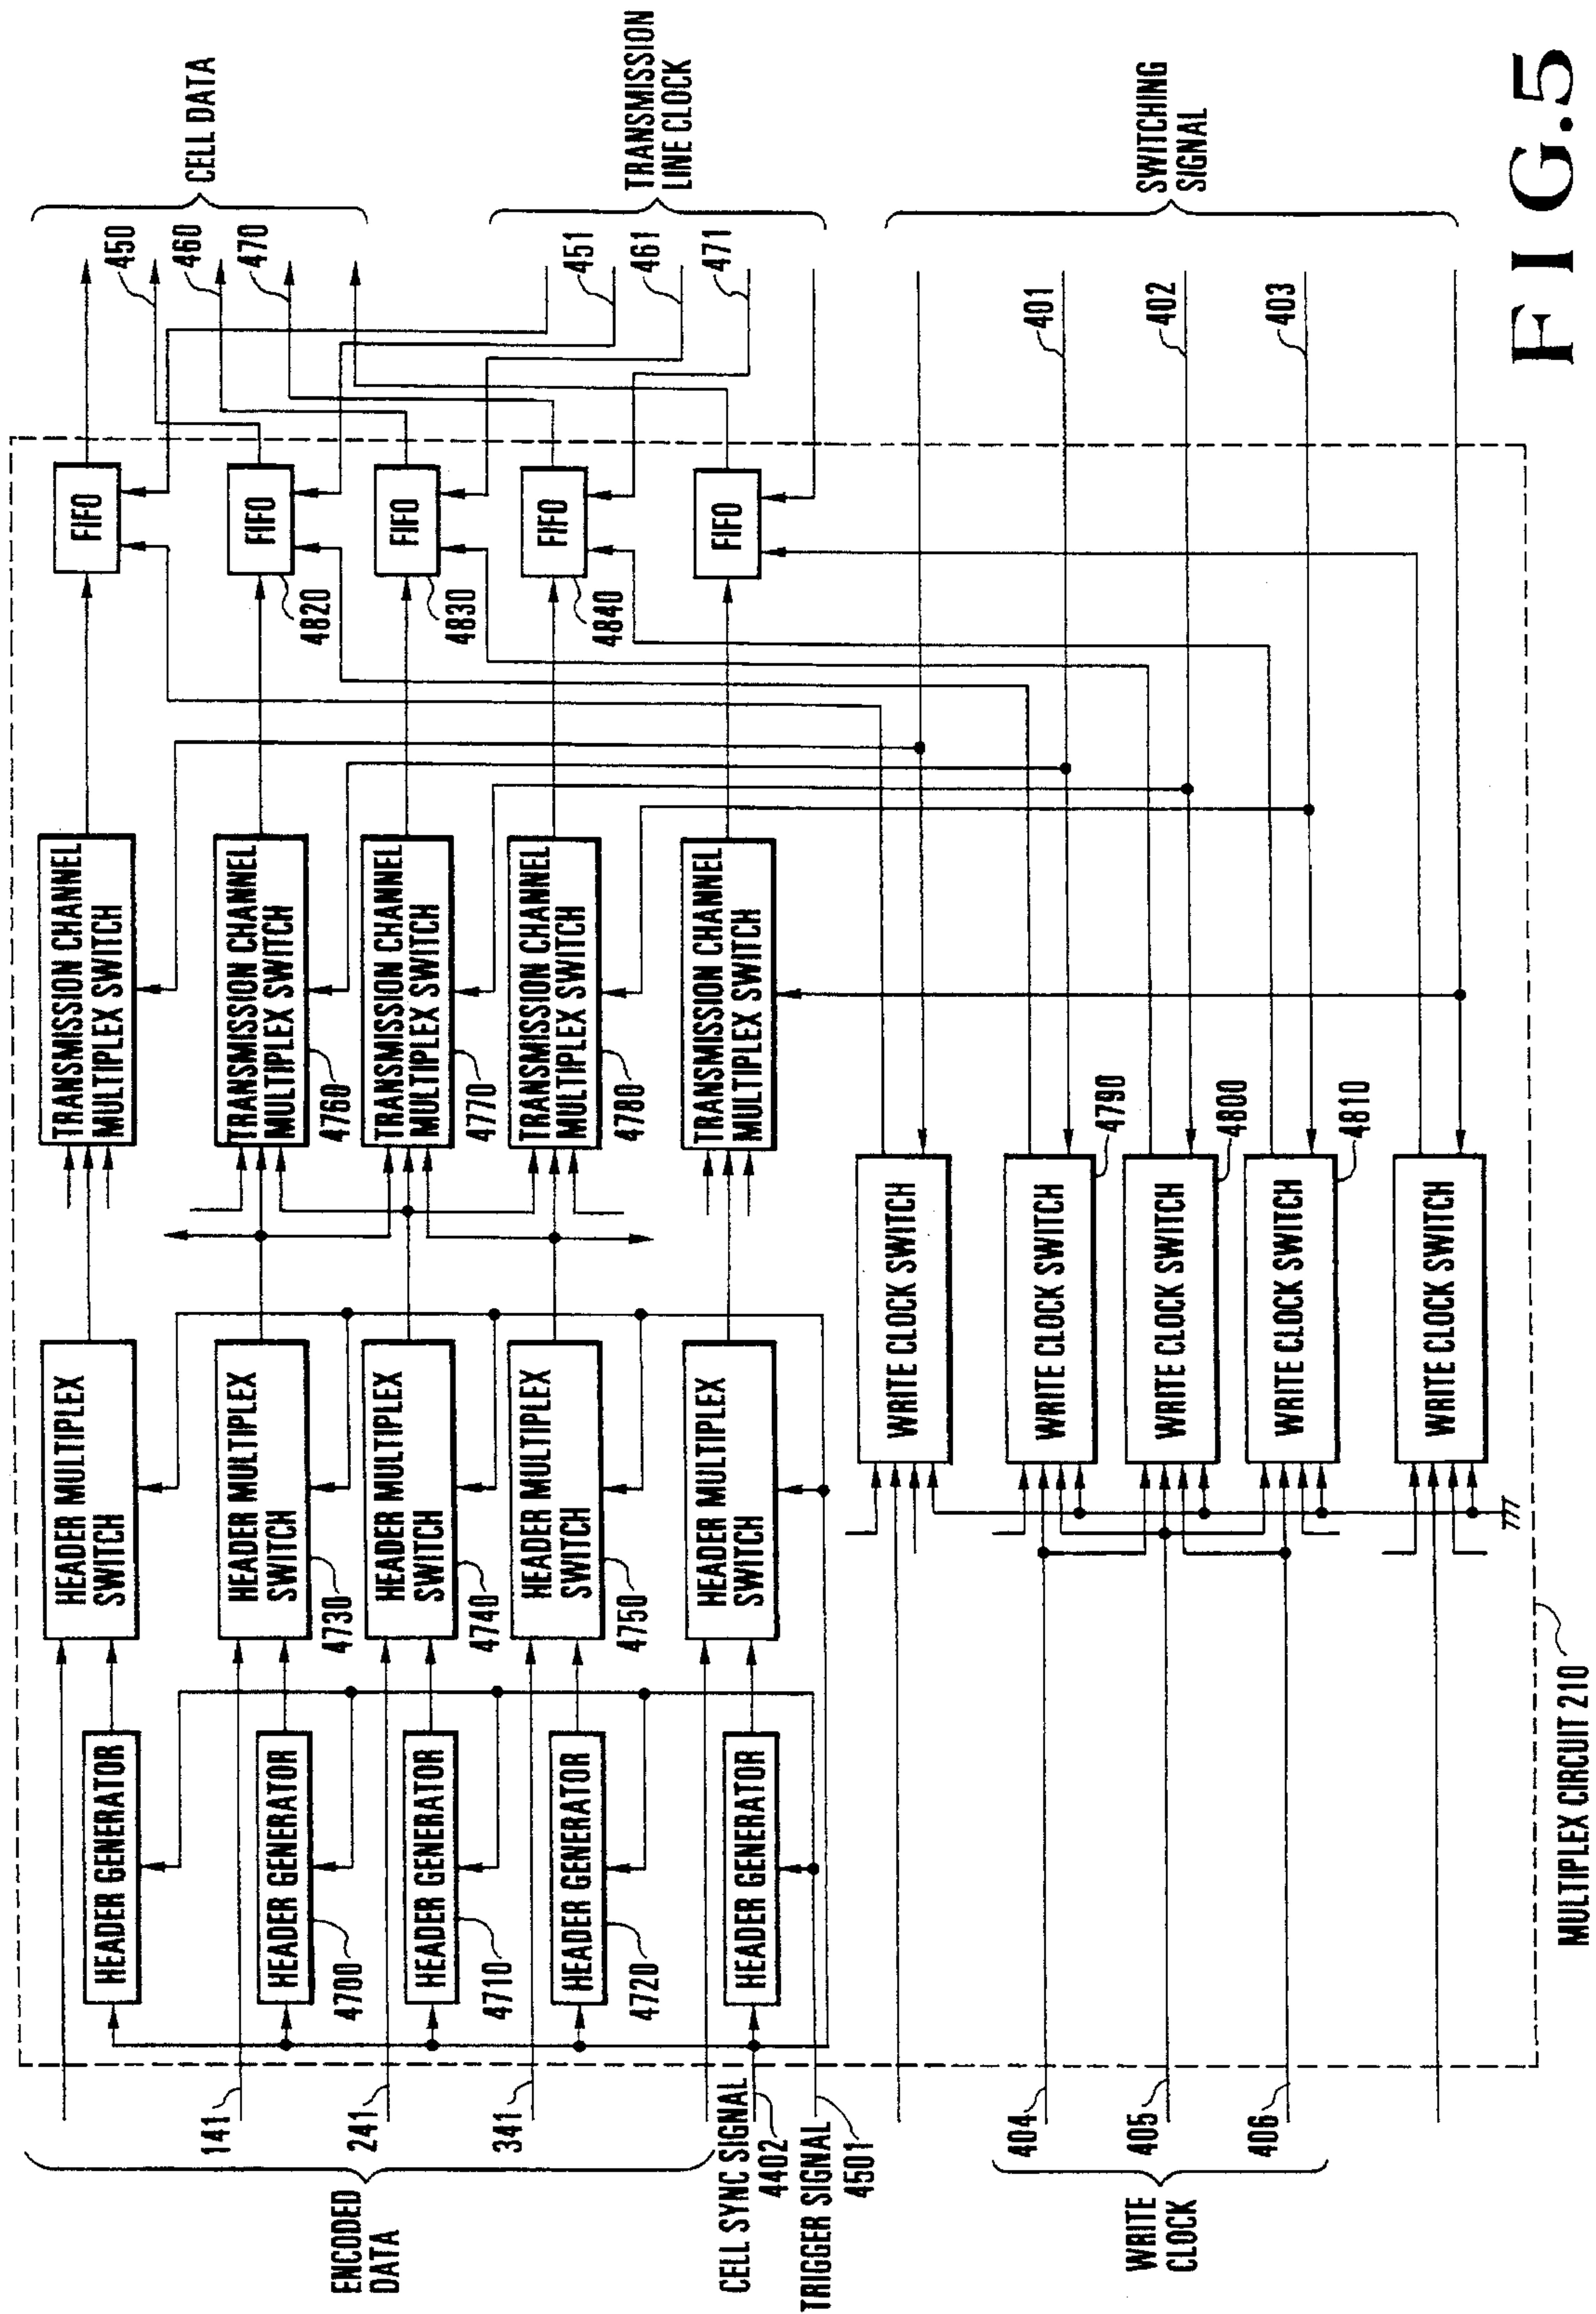 ENCODED
DATA
141
241
341
CELL SYNC SIGNAL
4402
TRIGGER SIGNAL
4501
WRITE
CLOCK
404
405
406
HEADER GENERATOR
HEADER GENERATOR
4700
HEADER GENERATOR
4710
HEADER GENERATOR
4720
HEADER GENERATOR
HEADER MULTIPLEX
SWITCH
HEADER MULTIPLEX
SWITCH
4730
HEADER MULTIPLEX
SWITCH
4740
HEADER MULTIPLEX
SWITCH
4750
HEADER MULTIPLEX
SWITCH
TRANSMISSION CHANNEL
MULTIPLEX SWITCH
TRANSMISSION CHANNEL
MULTIPLEX SWITCH
4760
TRANSMISSION CHANNEL
MULTIPLEX SWITCH
4770
TRANSMISSION CHANNEL
MULTIPLEX SWITCH
4780
TRANSMISSION CHANNEL
MULTIPLEX SWITCH
WRITE CLOCK SWITCH
WRITE CLOCK SWITCH
4790
WRITE CLOCK SWITCH
4800
WRITE CLOCK SWITCH
4810
WRITE CLOCK SWITCH
FIFO
FIFO
4820
FIFO
4830
FIFO
4840
FIFO
450
460
470
CELL DATA
451
461
471
TRANSMISSION
LINE CLOCK
401
402
403
SWITCHING
SIGNAL
MULTIPLEX CIRCUIT 210
FIG.5